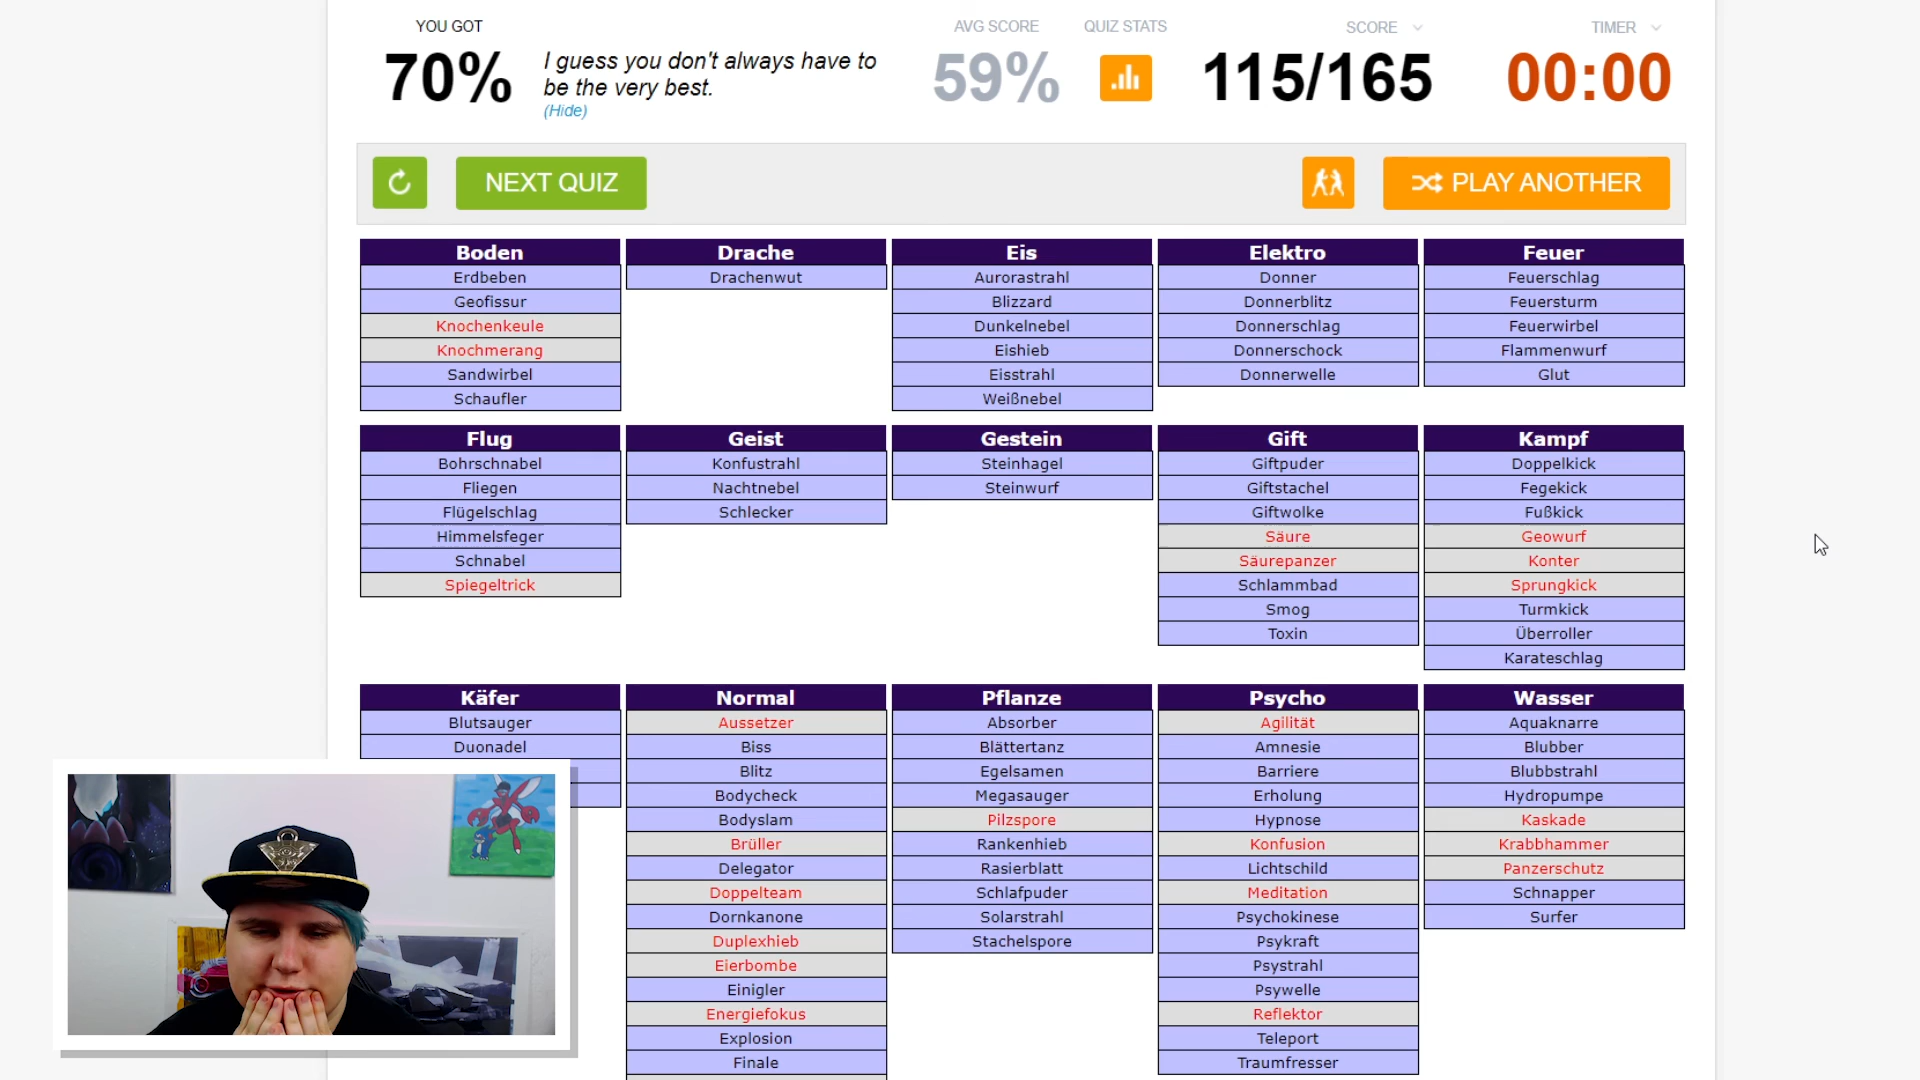 YOU GOT
70%
I guess you don't always have to
be the very best.
(Hide)
AVG SCORE
59%
QUIZ STATS
SCORE
115/165
TIMER
00:00
NEXT QUIZ
PLAY ANOTHER
Boden
Erdbeben
Geofissur
Knochenkeule
Knochmerang
Sandwirbel
Schaufler
Drache
Drachenwut
Eis
Aurorastrahl
Blizzard
Dunkelnebel
Eishieb
Eisstrahl
Weißnebel
Elektro
Donner
Donnerblitz
Donnerschlag
Donnerschock
Donnerwelle
Feuer
Feuerschlag
Feuersturm
Feuerwirbel
Flammenwurf
Glut
Flug
Bohrschnabel
Fliegen
Flügelschlag
Himmelsfeger
Schnabel
Spiegeltrick
Geist
Konfustrahl
Nachtnebel
Schlecker
Gestein
Steinhagel
Steinwurf
Gift
Giftpuder
Giftstachel
Giftwolke
Säure
Säurepanzer
Schlammbad
Smog
Toxin
Kampf
Doppelkick
Fegekick
Fußkick
Geowurf
Konter
Sprungkick
Turmkick
Überroller
Karateschlag
Käfer
Blutsauger
Duonadel
Normal
Aussetzer
Biss
Blitz
Bodycheck
Bodyslam
Brüller
Delegator
Doppelteam
Dornkanone
Duplexhieb
Eierbombe
Einigler
Energiefokus
Explosion
Finale
Pflanze
Absorber
Blättertanz
Egelsamen
Megasauger
Pilzspore
Rankenhieb
Rasierblatt
Schlafpuder
Solarstrahl
Stachelspore
Psycho
Agilität
Amnesie
Barriere
Erholung
Hypnose
Konfusion
Lichtschild
Meditation
Psychokinese
Psykraft
Psystrahl
Psywelle
Reflektor
Teleport
Traumfresser
Wasser
Aquaknarre
Blubber
Blubbstrahl
Hydropumpe
Kaskade
Krabbhammer
Panzerschutz
Schnapper
Surfer